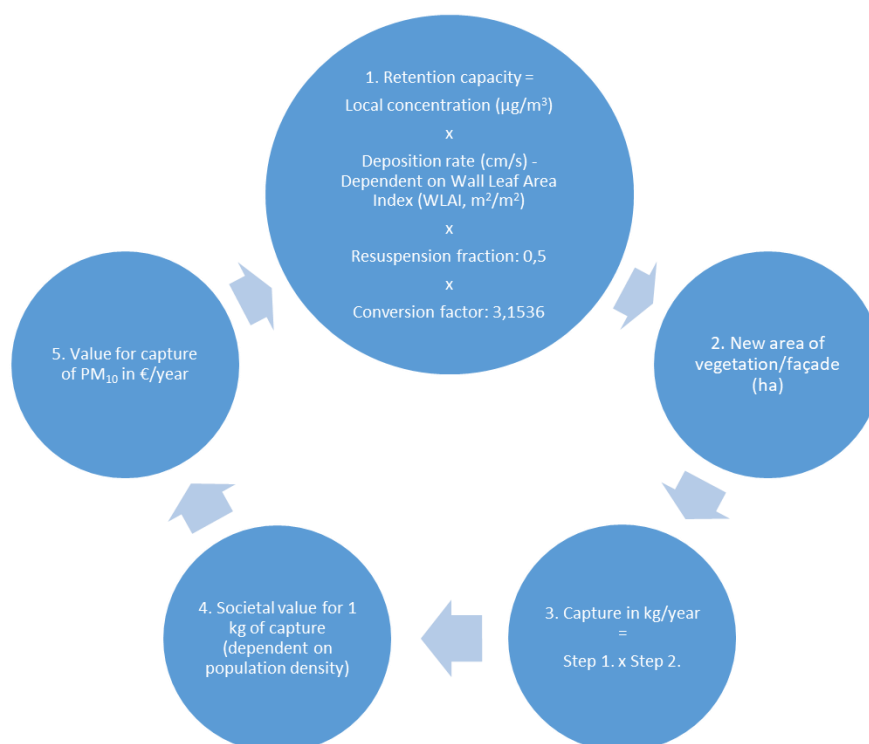 1. Retention capacity =
Local concentration (µg/m³)
x
Deposition rate (cm/s) -
Dependent on Wall Leaf Area
Index (WLAI, m²/m²)
x
Resuspension fraction: 0,5
x
Conversion factor: 3,1536
2. New area of
vegetation/façade
(ha)
3. Capture in kg/year
=
Step 1. x Step 2.
4. Societal value for 1
kg of capture
(dependent on
population density)
5. Value for capture
of PM₁₀ in €/year